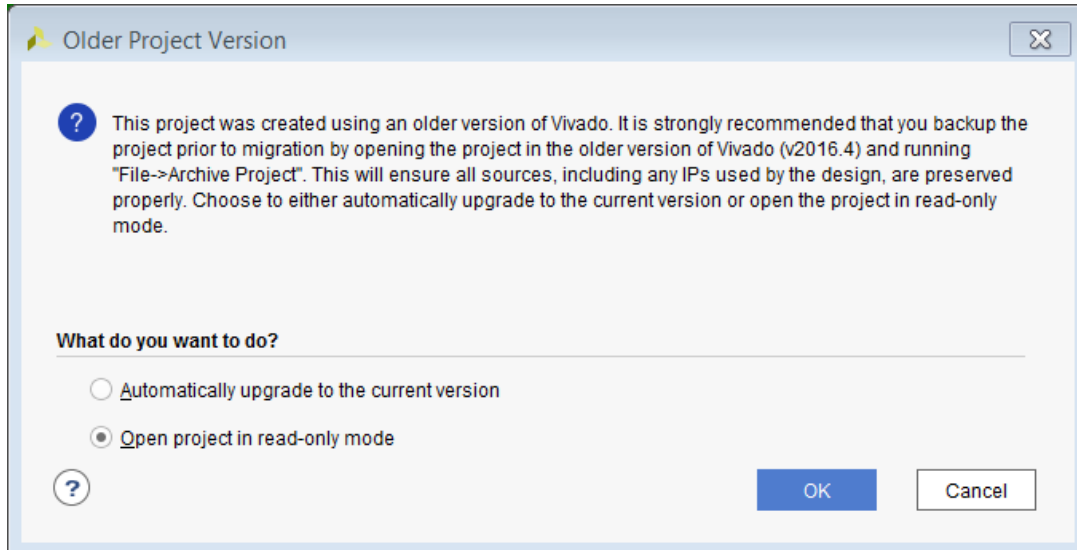 Older Project Version
?
This project was created using an older version of Vivado. It is strongly recommended that you backup the
project prior to migration by opening the project in the older version of Vivado (v2016.4) and running
"File->Archive Project". This will ensure all sources, including any IPs used by the design, are preserved
properly. Choose to either automatically upgrade to the current version or open the project in read-only
mode.
What do you want to do?
Automatically upgrade to the current version
Open project in read-only mode
?
OK
Cancel